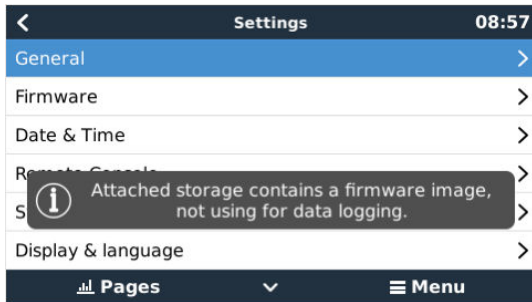 Settings
08:57
General
Firmware
Date & Time
Attached storage contains a firmware image,
not using for data logging.
Display & language
Pages
Menu